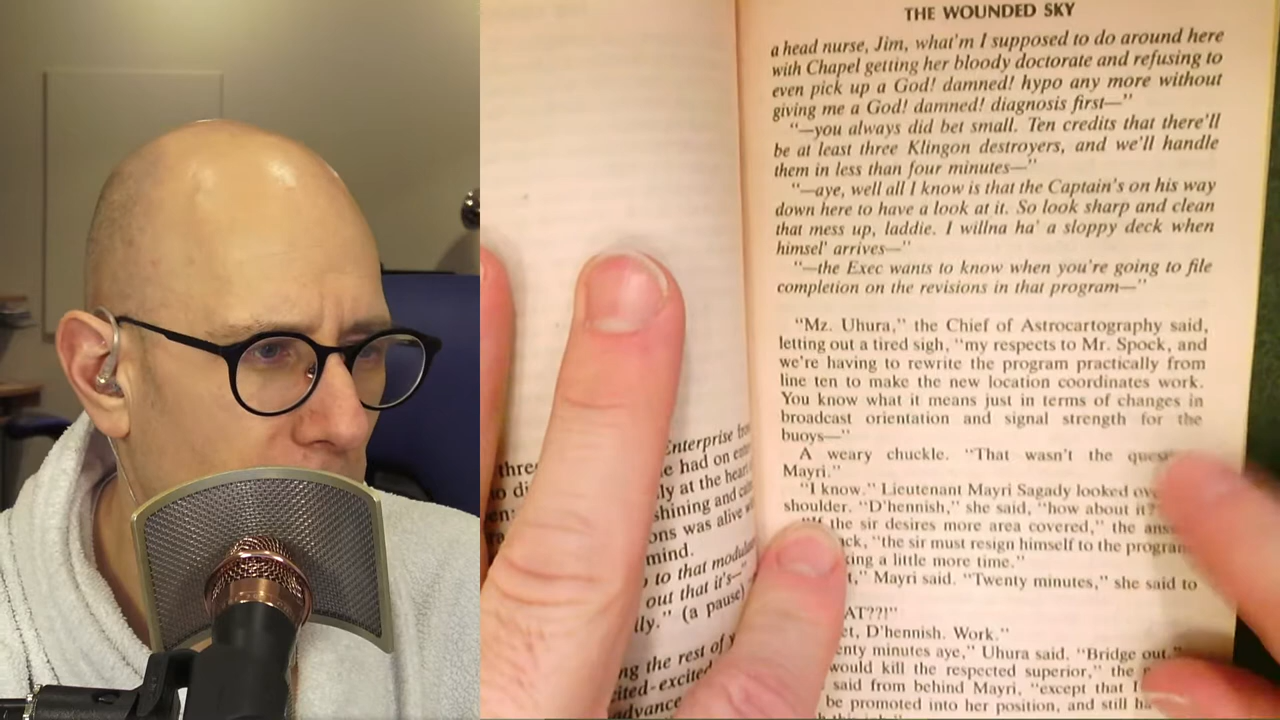 Enterprise
three
e had on
ly at the heart
shining and
ons was alive
mind.
to that
out that it's—"
lly." (a pause)
ng the rest of
THE WOUNDED SKY
a head nurse, Jim, what'm I supposed to do around here
with Chapel getting her bloody doctorate and refusing to
even pick up a God! damned! hypo any more without
giving me a God! damned! diagnosis first—"
"—you always did bet small. Ten credits that there'll
be at least three Klingon destroyers, and we'll handle
them in less than four minutes—"
"—aye, well all I know is that the Captain's on his way
down here to have a look at it. So look sharp and clean
that mess up, laddie. I willna ha' a sloppy deck when
himsel' arrives—"
"—the Exec wants to know when you're going to file
completion on the revisions in that program—"
"Mz. Uhura," the Chief of Astrocartography said,
letting out a tired sigh, "my respects to Mr. Spock, and
we're having to rewrite the program practically from
line ten to make the new location coordinates work.
You know what it means just in terms of changes in
broadcast orientation and signal strength for the
buoys—"
A weary chuckle. "That wasn't the
Mayri."
"I know." Lieutenant Mayri Sagady looked
shoulder. "D'hennish," she said, "how about it?
"If the sir desires more area covered," the
ack, "the sir must resign himself to the program
king a little more time."
t," Mayri said. "Twenty minutes," she said to
AT??!"
et, D'hennish. Work."
enty minutes aye," Uhura said. "Bridge out."
would kill the respected superior," the
said from behind Mayri, "except that I
be promoted into her position, and still